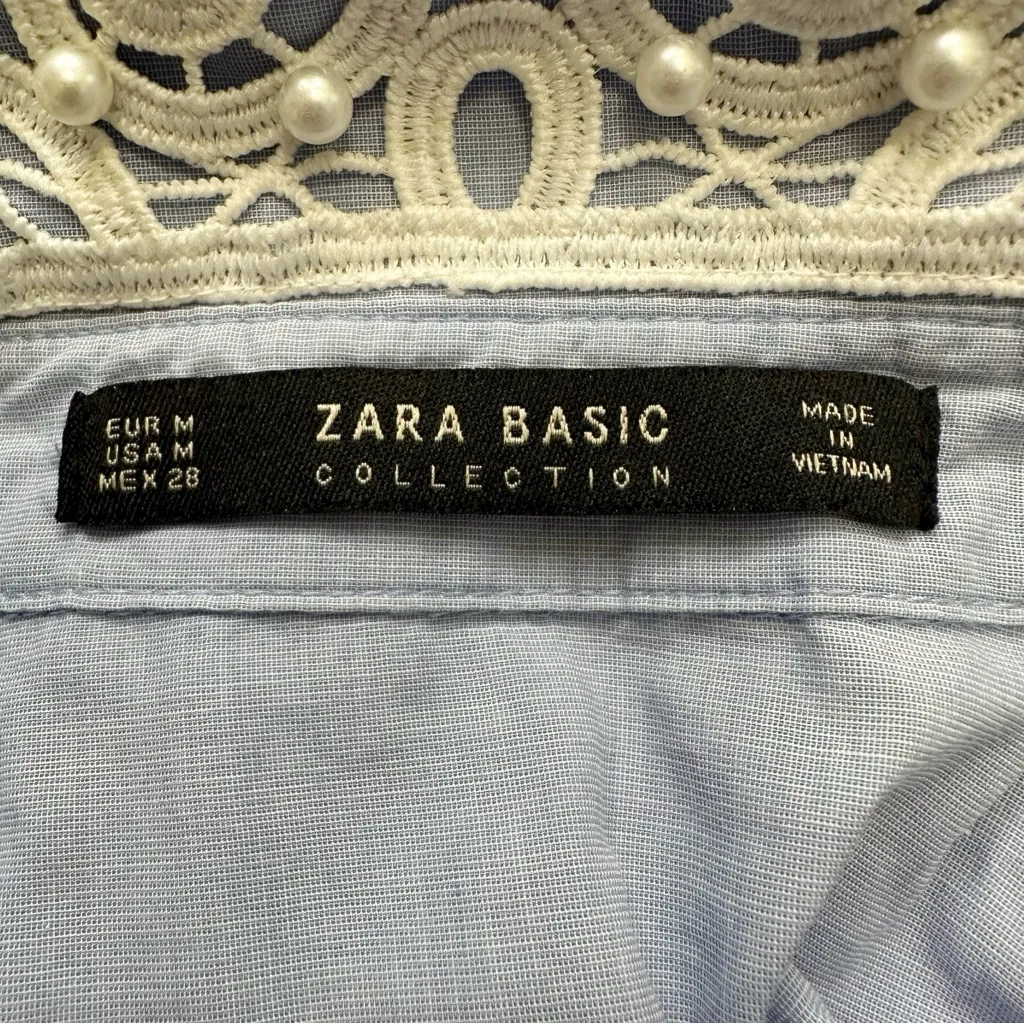 EUR M
USA M
MEX 28
ZARA BASIC
COLLECTION
MADE
IN
VIETNAM